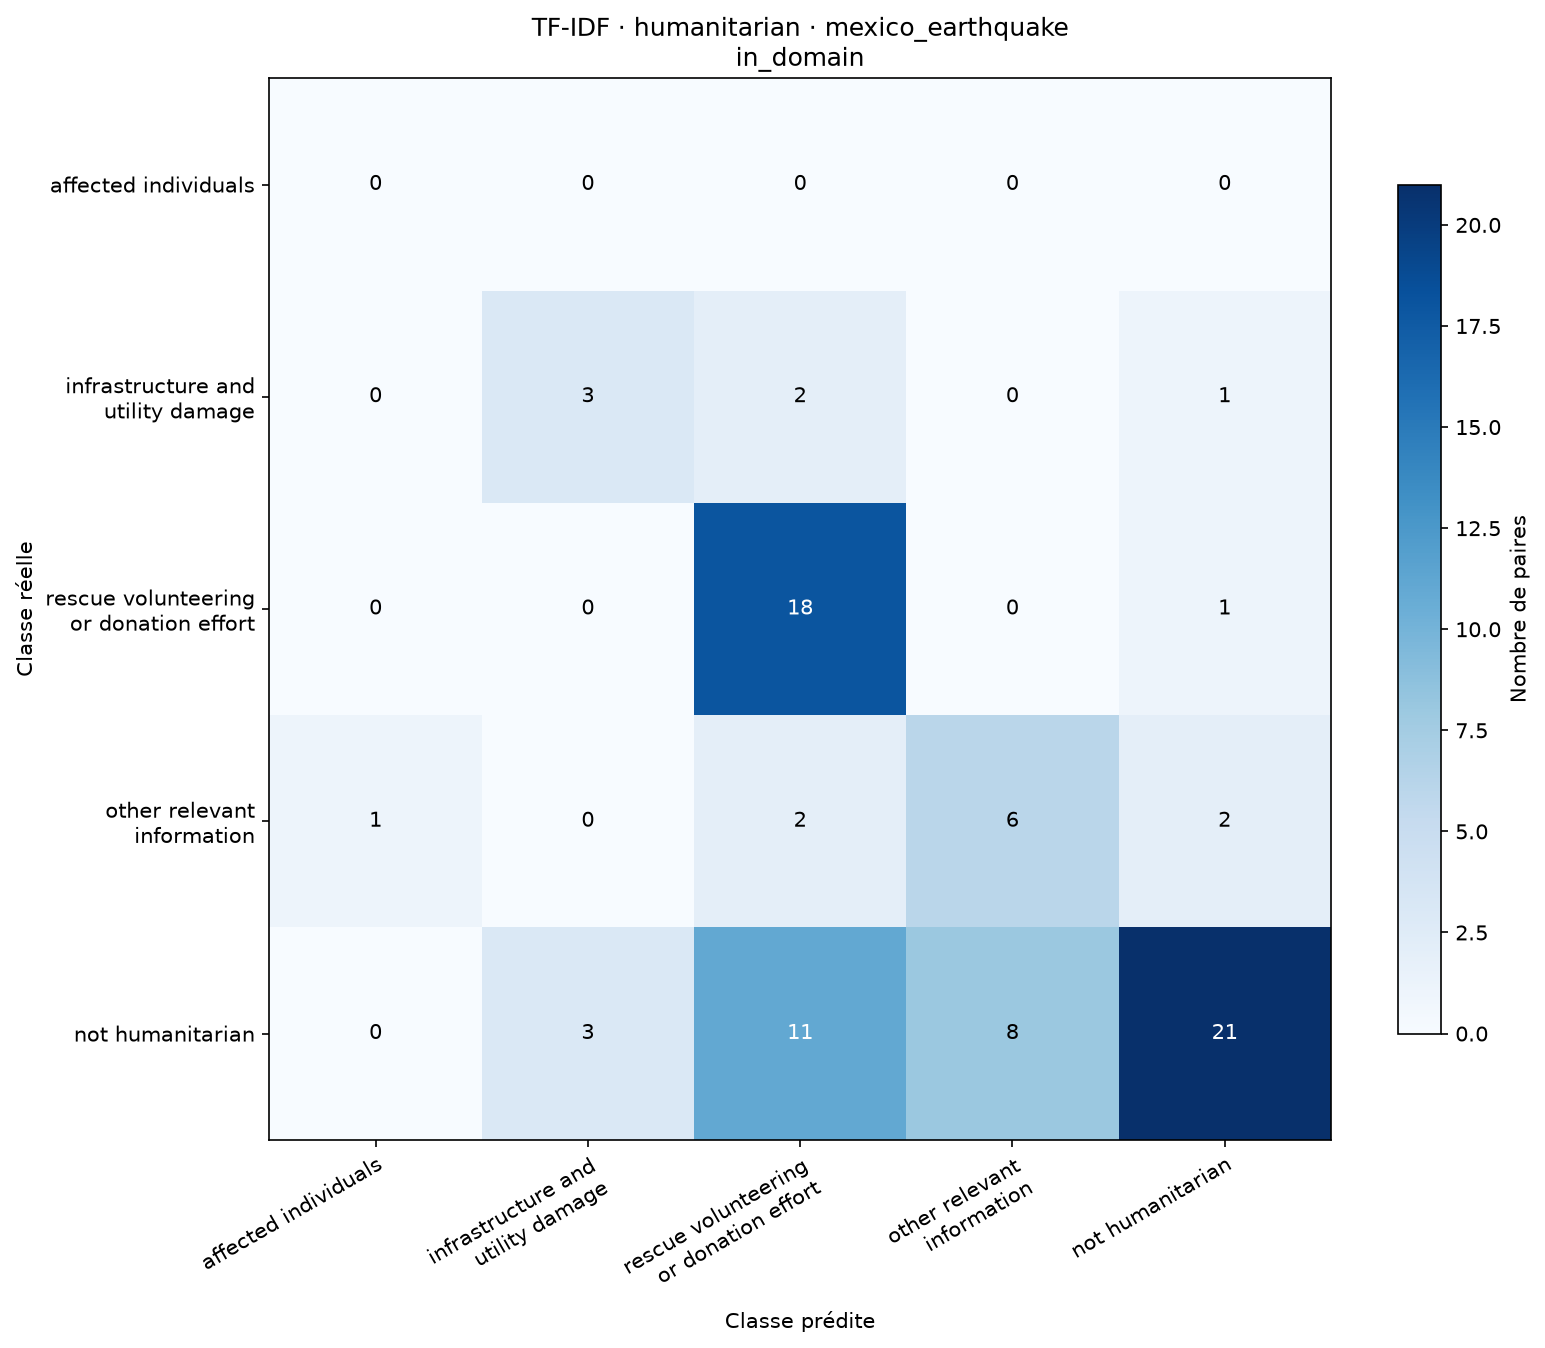 TF-IDF · humanitarian · mexico_earthquake
in_domain
affected individuals
0 0 0 0 0
infrastructure and
utility damage
0 3 2 0 1
rescue volunteering
or donation effort
0 0 18 0 1
other relevant
information
1 0 2 6 2
not humanitarian
0 3 11 8 21
Classe réelle
affected individuals
infrastructure and
utility damage
rescue volunteering
or donation effort
other relevant
information
not humanitarian
Classe prédite
20.0
17.5
15.0
12.5
10.0
7.5
5.0
2.5
0.0
Nombre de paires